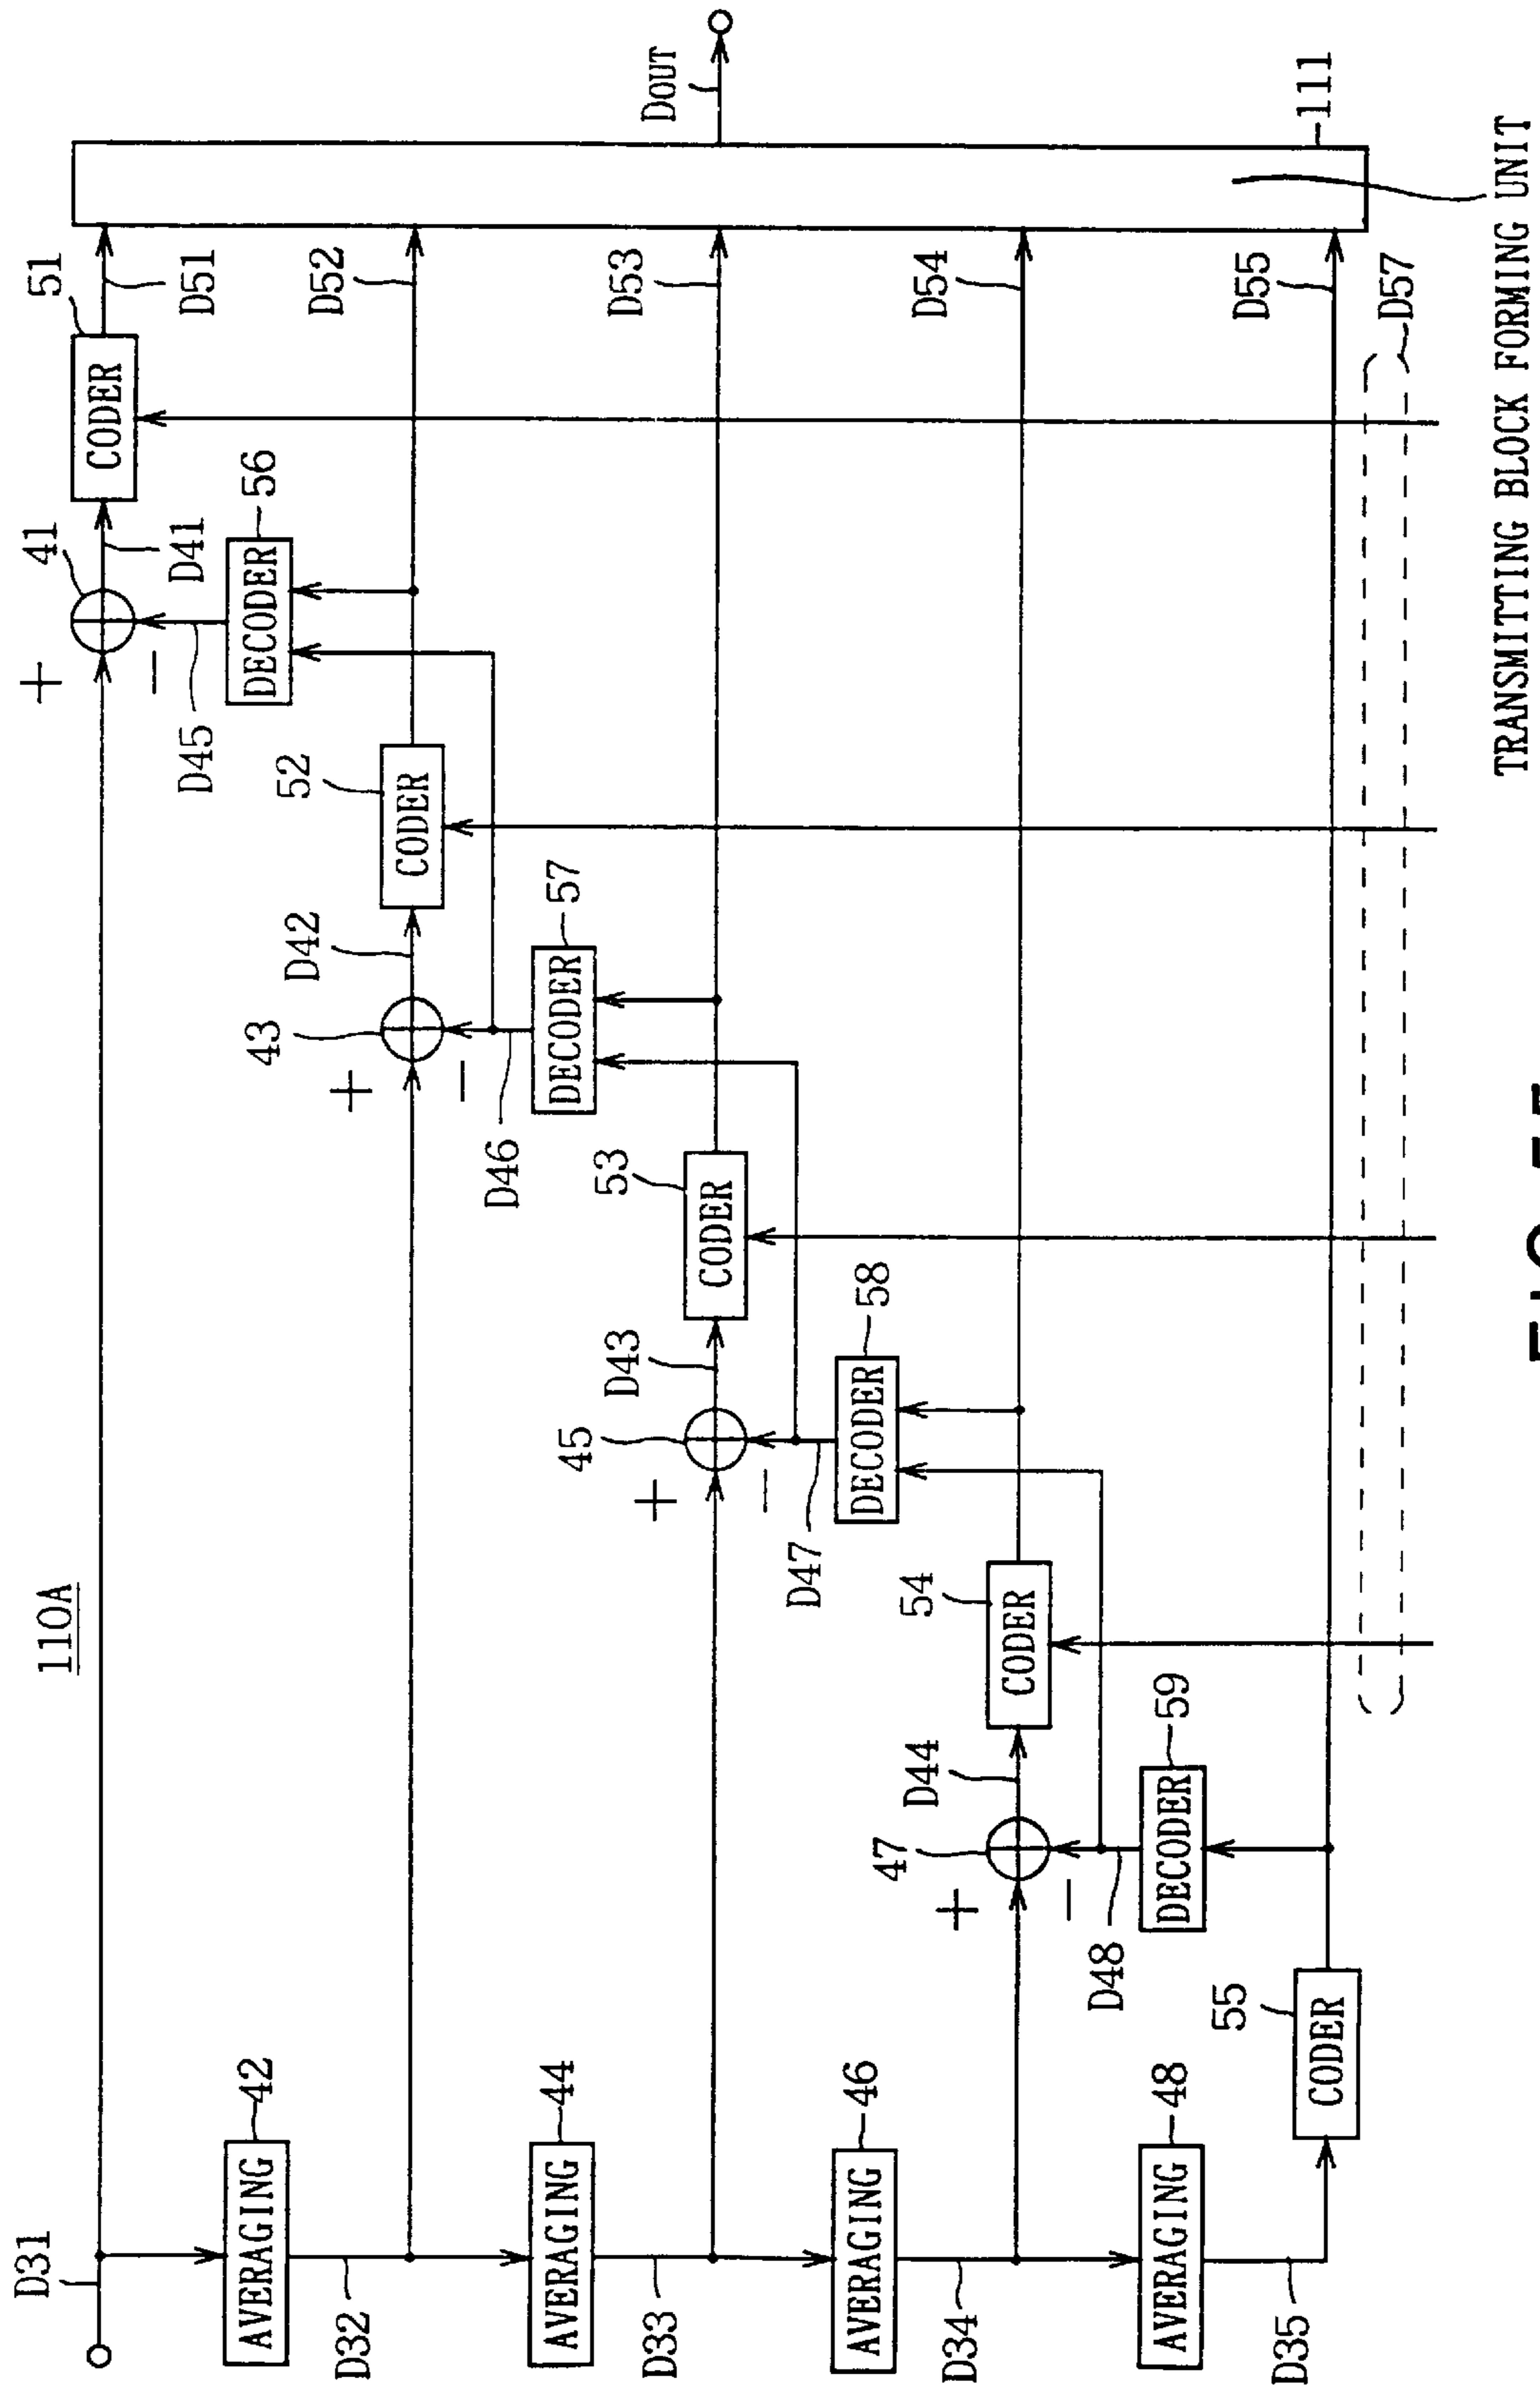 110A
D31
+
41
51
CODER
−
D41
D51
D45
AVERAGING
42
DECODER
56
43
52
D42
D52
D32
+
CODER
−
D46
AVERAGING
44
DECODER
57
45
53
D43
D53
D33
+
DOUT
CODER
−
D47
AVERAGING
46
DECODER
58
47
54
D44
D54
D34
+
CODER
−
D48
AVERAGING
48
DECODER
59
55
D55
D35
CODER
111
D57
TRANSMITTING BLOCK FORMING UNIT